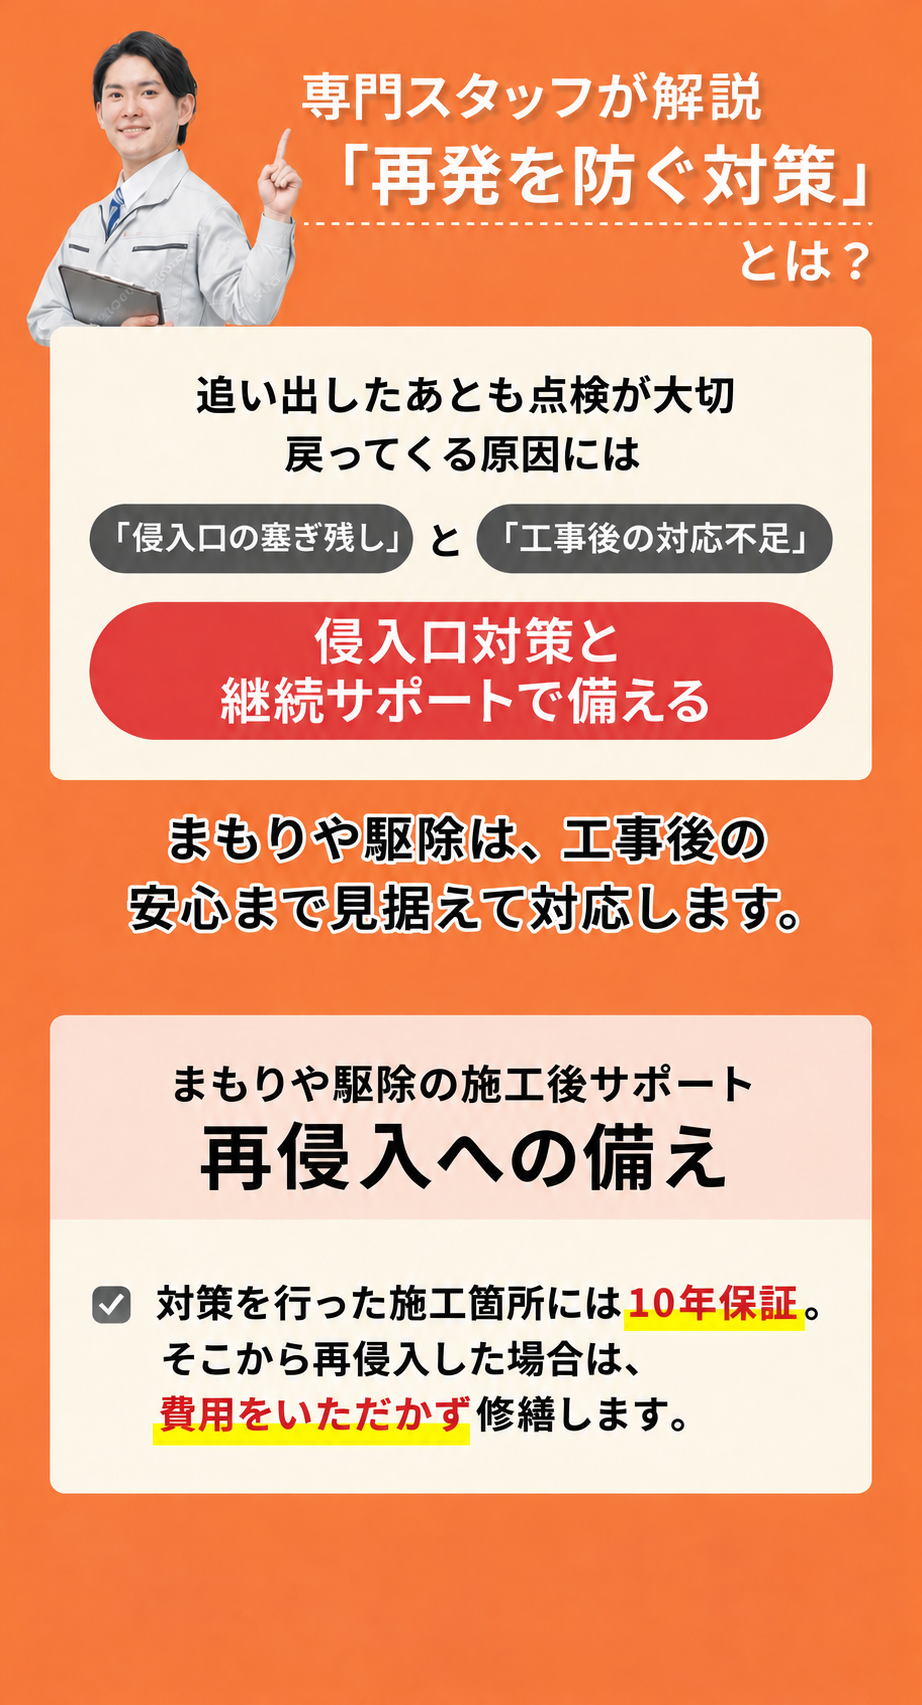 専門スタッフが解説
「再発を防ぐ対策」
とは？
追い出したあとも点検が大切
戻ってくる原因には
「侵入口の塞ぎ残し」と「工事後の対応不足」
侵入口対策と
継続サポートで備える
まもりや駆除は、工事後の
安心まで見据えて対応します。
まもりや駆除の施工後サポート
再侵入への備え
対策を行った施工箇所には10年保証。
そこから再侵入した場合は、
費用をいただかず修繕します。